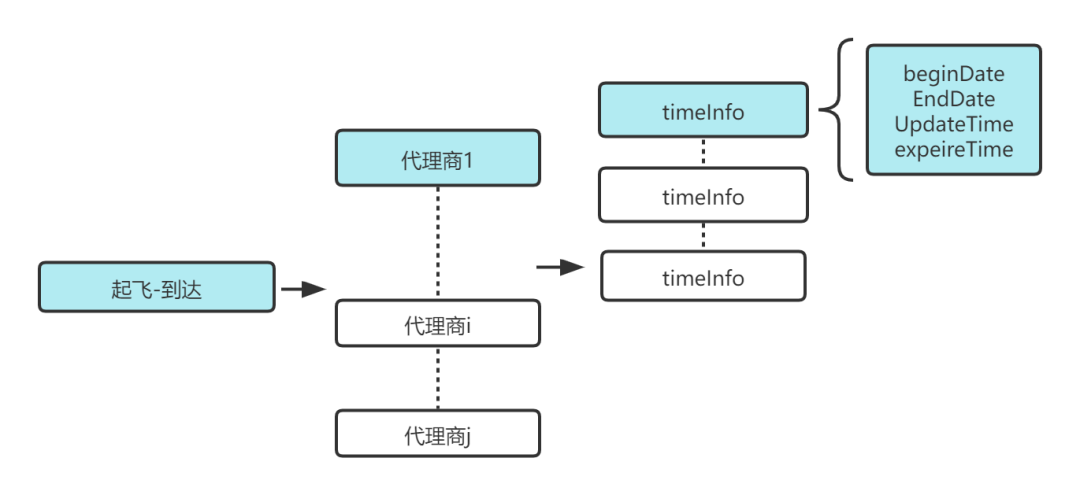 起飞-到达
代理商1
代理商i
代理商j
timeInfo
timeInfo
timeInfo
beginDate
EndDate
UpdateTime
expeireTime